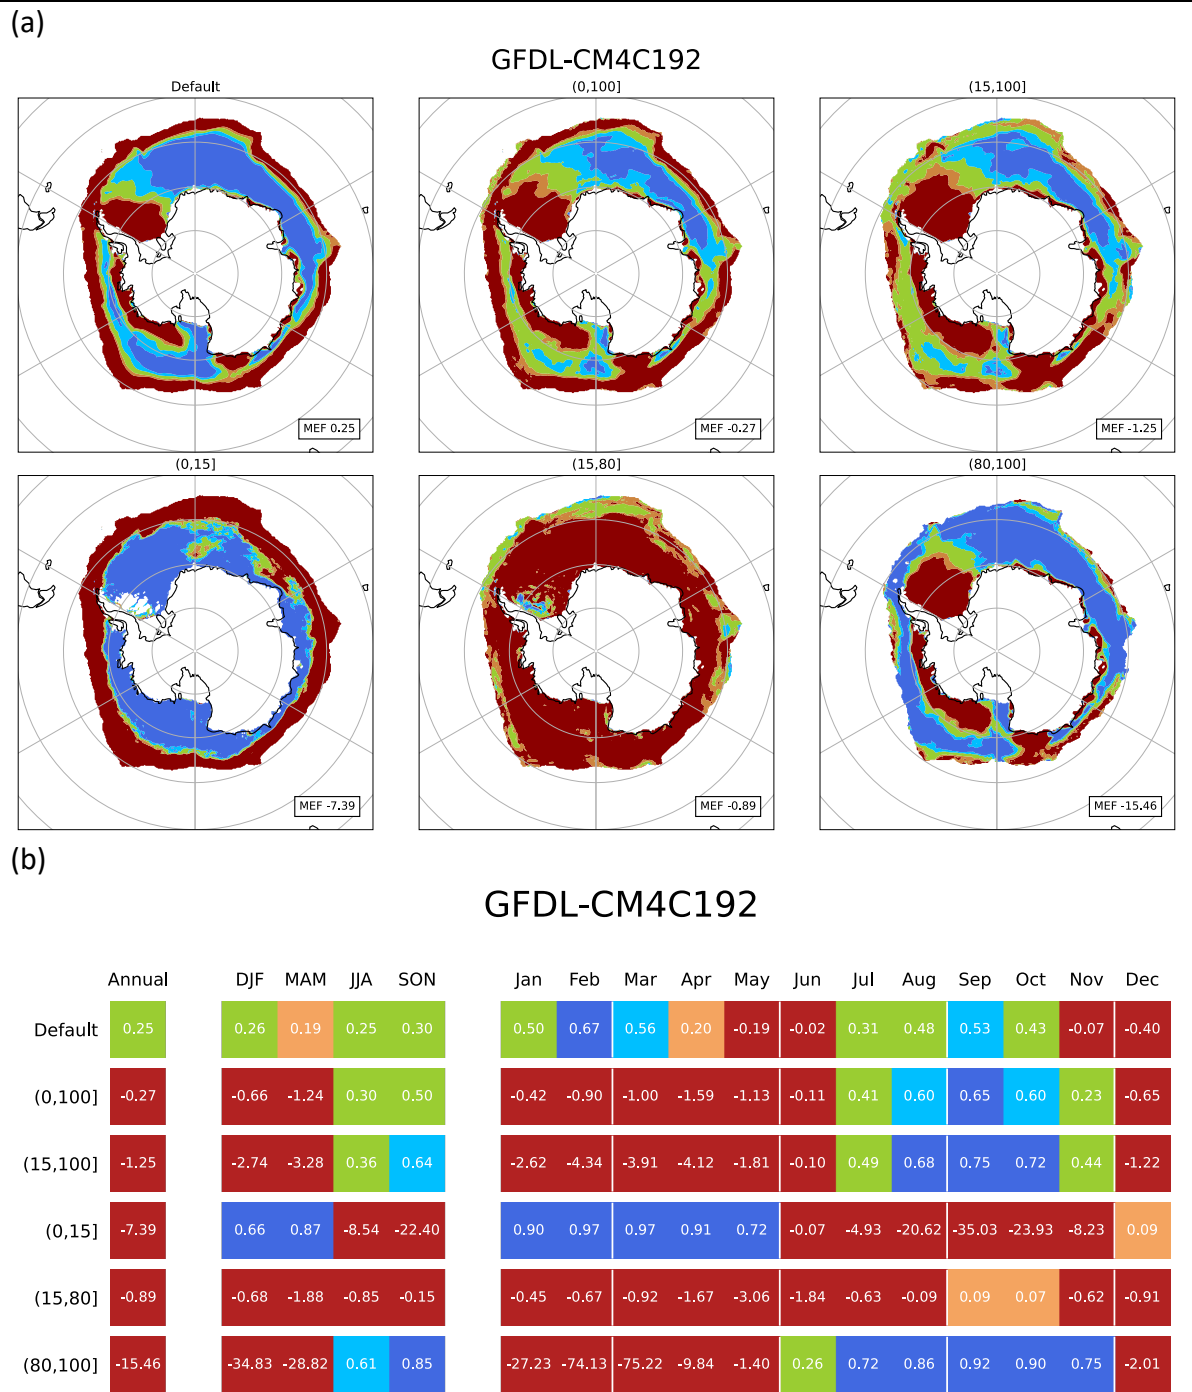 (a)
GFDL-CM4C192
Default (0,100] (15,100]
MEF 0.25 MEF -0.27 MEF -1.25
(0,15] (15,80] (80,100]
MEF -7.39 MEF -0.89 MEF -15.46
(b)
GFDL-CM4C192
Annual DJF MAM JJA SON Jan Feb Mar Apr May Jun Jul Aug Sep Oct Nov Dec
Default 0.25 0.26 0.19 0.25 0.30 0.50 0.67 0.56 0.20 -0.19 -0.02 0.31 0.48 0.53 0.43 -0.07 -0.40
(0,100] -0.27 -0.66 -1.24 0.30 0.50 -0.42 -0.90 -1.00 -1.59 -1.13 -0.11 0.41 0.60 0.65 0.60 0.23 -0.65
(15,100] -1.25 -2.74 -3.28 0.36 0.64 -2.62 -4.34 -3.91 -4.12 -1.81 -0.10 0.49 0.68 0.75 0.72 0.44 -1.22
(0,15] -7.39 0.66 0.87 -8.54 -22.40 0.90 0.97 0.97 0.91 0.72 -0.07 -4.93 -20.62 -35.03 -23.93 -8.23 0.09
(15,80] -0.89 -0.68 -1.88 -0.85 -0.15 -0.45 -0.67 -0.92 -1.67 -3.06 -1.84 -0.63 -0.09 0.09 0.07 -0.62 -0.91
(80,100] -15.46 -34.83 -28.82 0.61 0.85 -27.23 -74.13 -75.22 -9.84 -1.40 0.26 0.72 0.86 0.92 0.90 0.75 -2.01